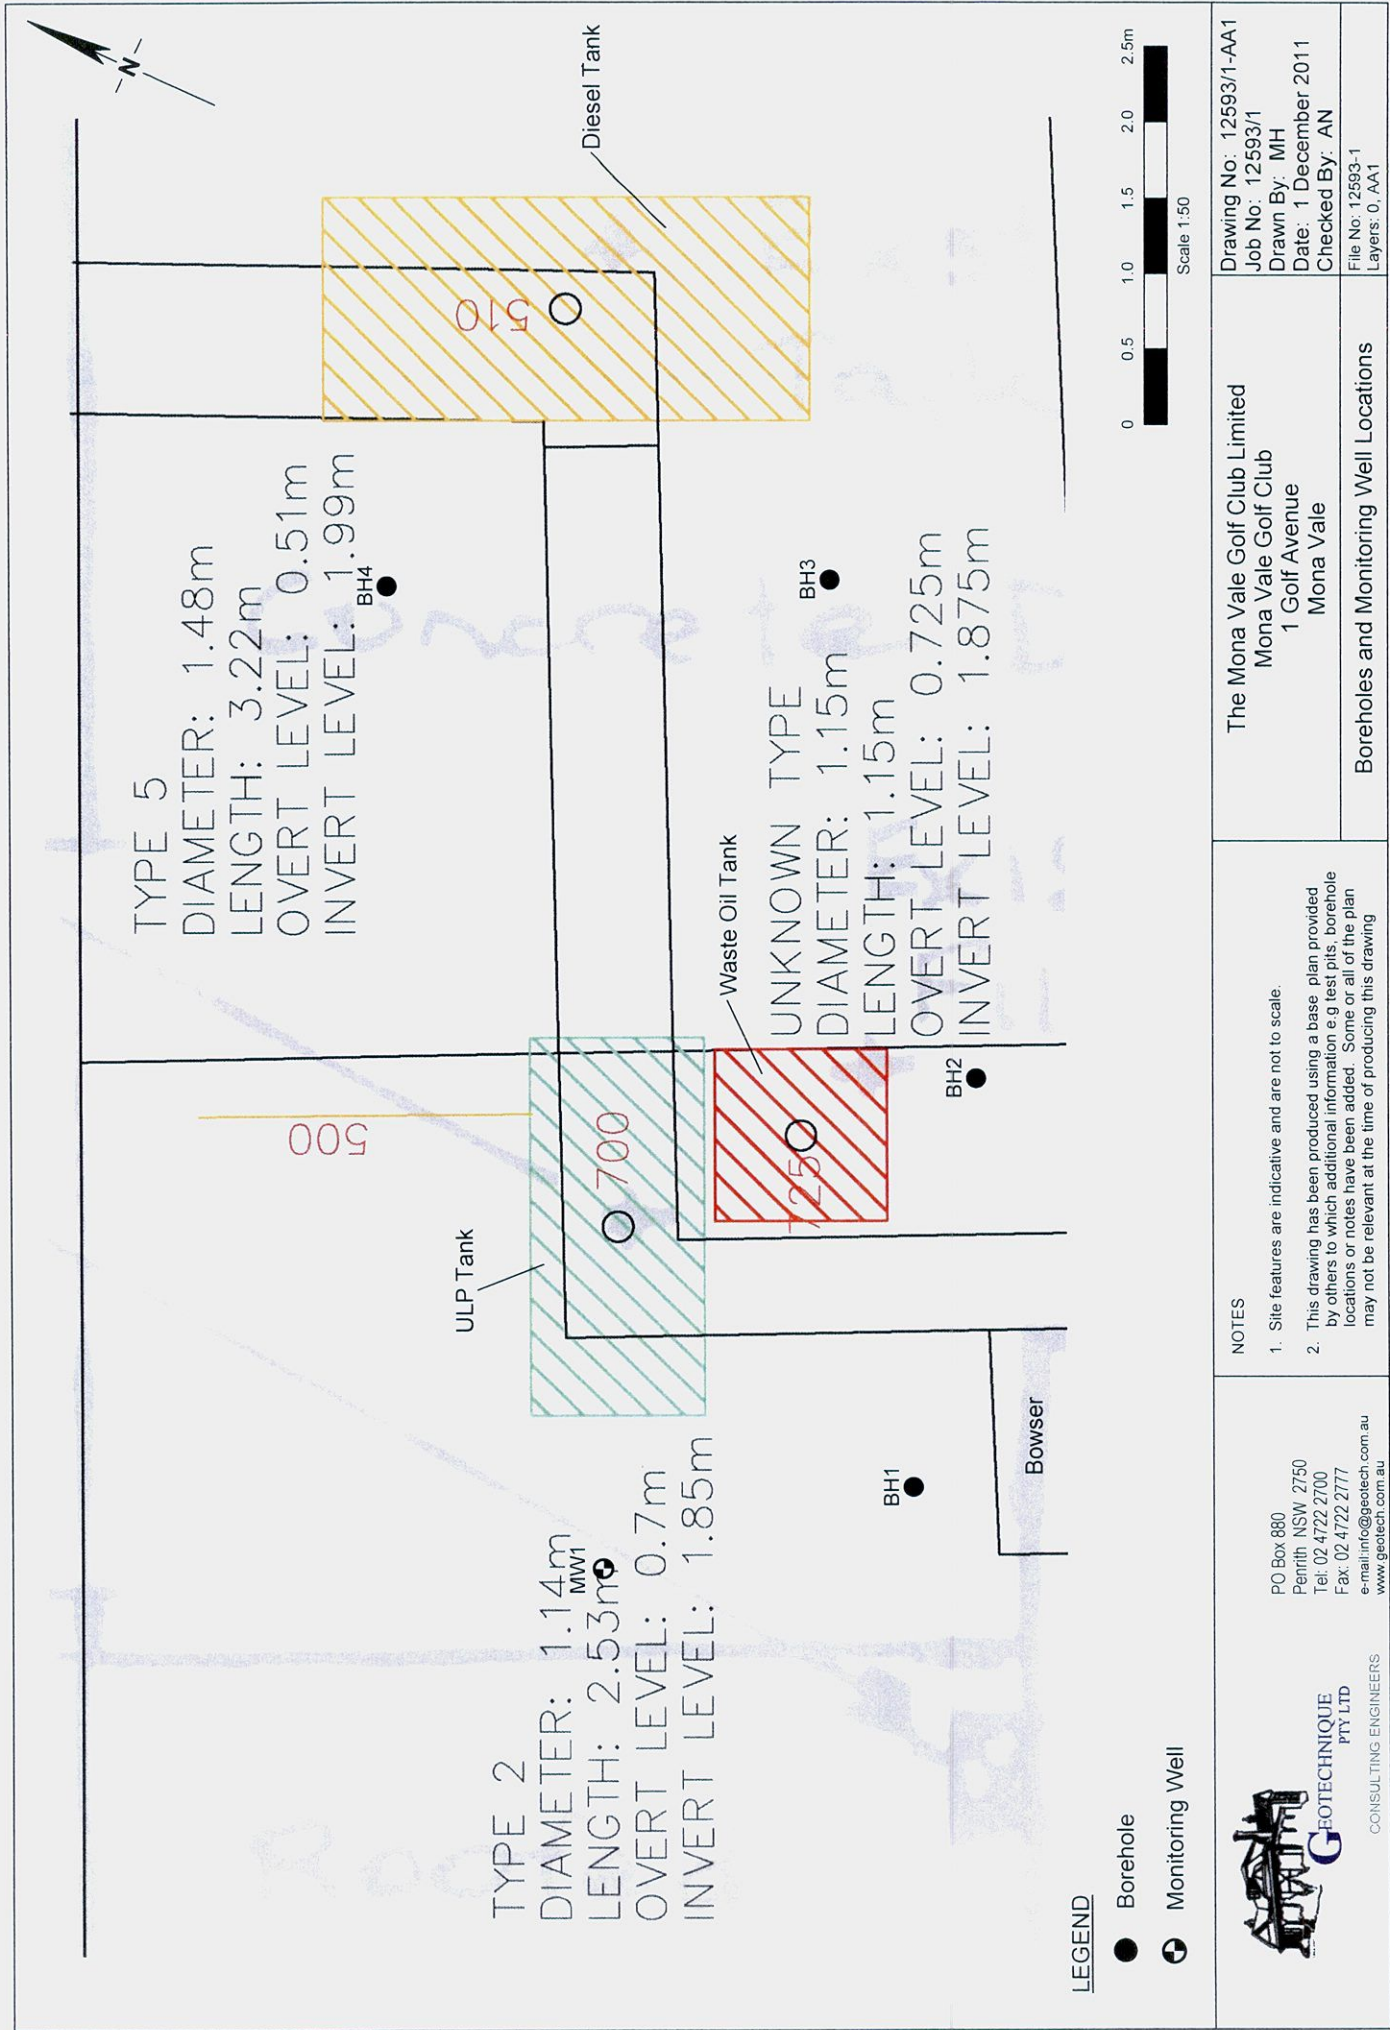 N
Diesel Tank
TYPE 5
DIAMETER: 1.48m
LENGTH: 3.22m
OVERT LEVEL: 0.51m
INVERT LEVEL: 1.99m
510
BH4
500
ULP Tank
700
Waste Oil Tank
725
UNKNOWN TYPE
DIAMETER: 1.15m
LENGTH: 1.15m
OVERT LEVEL: 0.725m
INVERT LEVEL: 1.875m
BH3
BH2
TYPE 2
DIAMETER: 1.14m
MW1
LENGTH: 2.53m
OVERT LEVEL: 0.7m
INVERT LEVEL: 1.85m
BH1
Bowser
LEGEND
Borehole
Monitoring Well
0 0.5 1.0 1.5 2.0 2.5m
Scale 1:50
GEOTECHNIQUE
PTY LTD
CONSULTING ENGINEERS
PO Box 880
Penrith NSW 2750
Tel: 02 4722 2700
Fax: 02 4722 2777
e-mail:info@geotech.com.au
www.geotech.com.au
NOTES
1. Site features are indicative and are not to scale.
2. This drawing has been produced using a base plan provided
by others to which additional information e.g test pits, borehole
locations or notes have been added. Some or all of the plan
may not be relevant at the time of producing this drawing
The Mona Vale Golf Club Limited
Mona Vale Golf Club
1 Golf Avenue
Mona Vale
Boreholes and Monitoring Well Locations
Drawing No: 12593/1-AA1
Job No: 12593/1
Drawn By: MH
Date: 1 December 2011
Checked By: AN
File No: 12593-1
Layers: 0, AA1